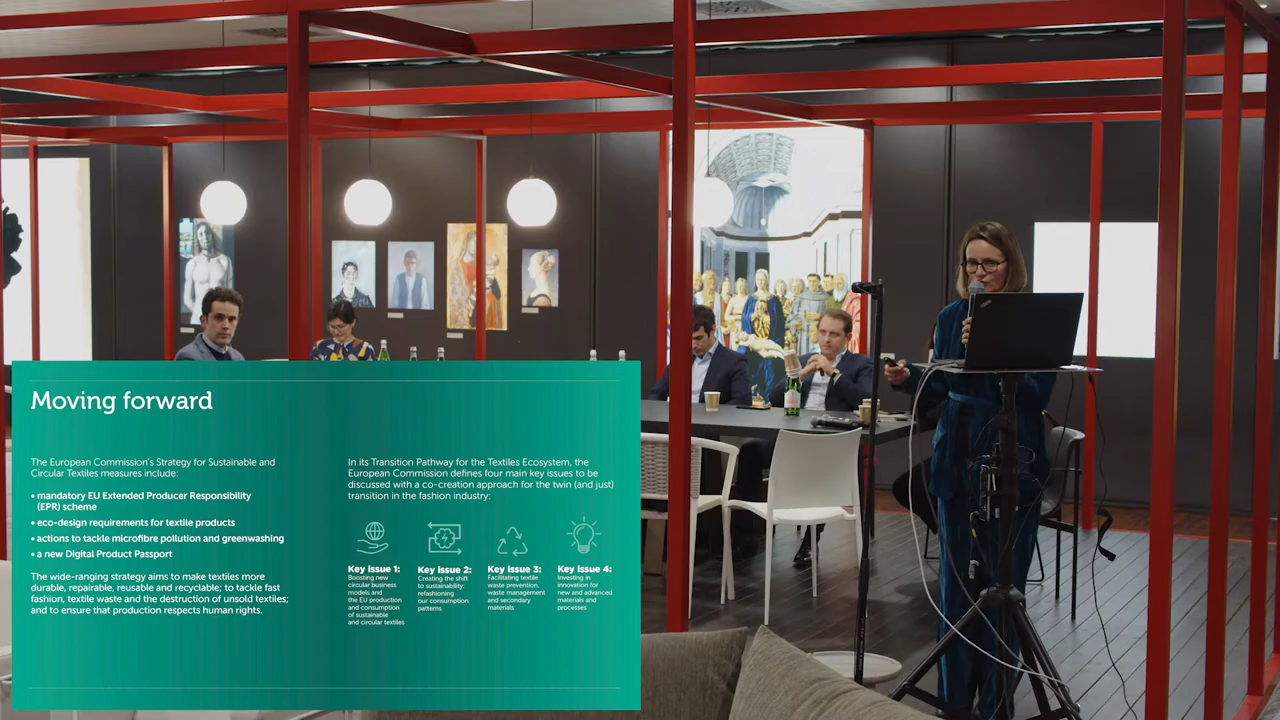 Moving forward
The European Commission's Strategy for Sustainable and
Circular Textiles measures include:
• mandatory EU Extended Producer Responsibility
(EPR) scheme
• eco-design requirements for textile products
• actions to tackle microfibre pollution and greenwashing
• a new Digital Product Passport
The wide-ranging strategy aims to make textiles more
durable, repairable, reusable and recyclable; to tackle fast
fashion, textile waste and the destruction of unsold textiles;
and to ensure that production respects human rights.
In its Transition Pathway for the Textiles Ecosystem, the
European Commission defines four main key issues to be
discussed with a co-creation approach for the twin (and just)
transition in the fashion industry:
Key issue 1:
Boosting new
circular business
models and
the EU production
and consomption
of sustainable
and circular textiles
Key issue 2:
Creating the shift
to sustainability:
refashioning
our consomption
patterns
Key issue 3:
Facilitating textile
waste prevention,
waste management
and secondary
materials
Key issue 4:
Investing in
innovation for
new and advanced
materials and
processes